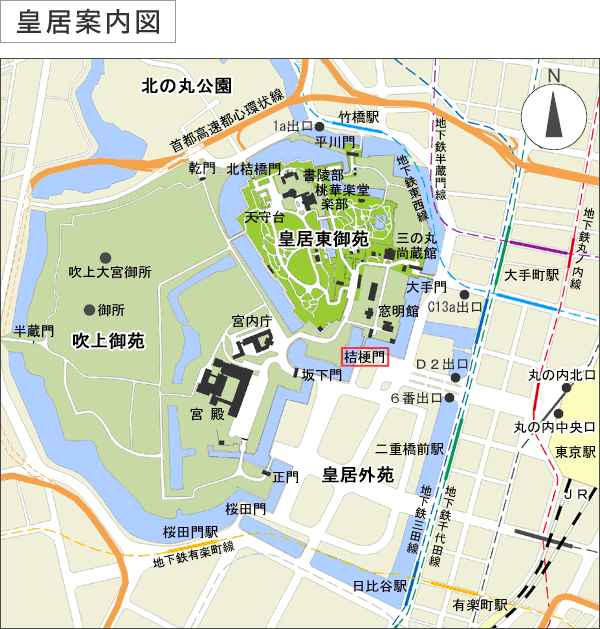 皇居案内図
北の丸公園
首都高速都心環状線
1a出口
竹橋駅
平川門
N
地下鉄半蔵門線
地下鉄東西線
乾門
北桔橋門
書陵部
桃華楽堂
楽部
天守台
皇居東御苑
三の丸
尚蔵館
地下鉄丸ノ内線
大手町駅
吹上大宮御所
大手門
C13a出口
御所
窓明館
宮内庁
半蔵門
吹上御苑
桔梗門
坂下門
D2出口
丸の内北口
6番出口
宮殿
丸の内中央口
二重橋前駅
東京駅
正門
皇居外苑
JR
桜田門
地下鉄三田線
地下鉄千代田線
桜田門駅
地下鉄有楽町線
日比谷駅
有楽町駅